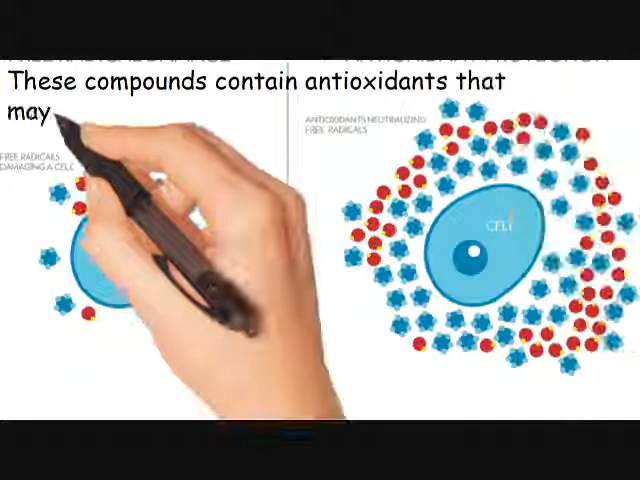 These compounds contain antioxidants that
may
ANTIOXIDANTS NEUTRALIZING
FREE RADICALS
FREE RADICALS
DAMAGING A CELL
CELL